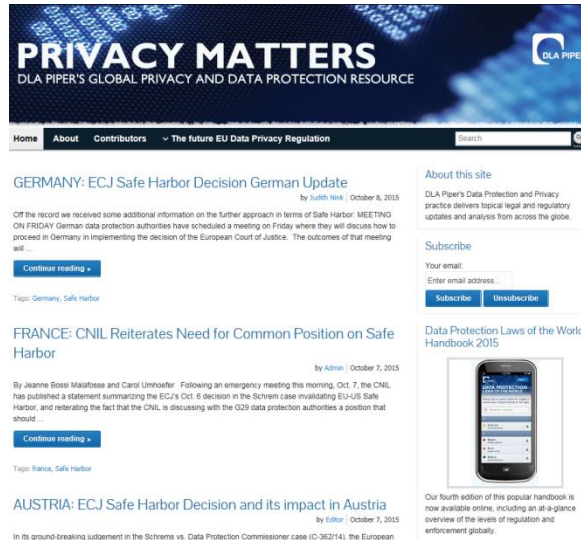 PRIVACY MATTERS
DLA PIPER'S GLOBAL PRIVACY AND DATA PROTECTION RESOURCE
DLA PIPER
Home About Contributors The future EU Data Privacy Regulation Search
GERMANY: ECJ Safe Harbor Decision German Update
by Judith Nink October 8, 2015
Off the record we received some additional information on the further approach in terms of Safe Harbor: MEETING
ON FRIDAY German data protection authorities have scheduled a meeting on Friday where they will discuss how to
proceed in Germany in implementing the decision of the European Court of Justice. The outcomes of that meeting
will ...
Continue reading »
Tags: Germany, Safe Harbor
FRANCE: CNIL Reiterates Need for Common Position on Safe
Harbor
by Admin October 7, 2015
By Jeanne Bossi Malafosse and Carol Umhoefer Following an emergency meeting this morning, Oct. 7, the CNIL
has published a statement summarizing the ECJ's Oct. 6 decision in the Schrem case invalidating EU-US Safe
Harbor, and reiterating the fact that the CNIL is discussing with the G29 data protection authorities a position that
should ...
Continue reading »
Tags: france, Safe Harbor
AUSTRIA: ECJ Safe Harbor Decision and its impact in Austria
by Editor October 7, 2015
In its ground-breaking judgement in the Schrems vs. Data Protection Commissioner case (C-362/14), the European
About this site
DLA Piper's Data Protection and Privacy
practice delivers topical legal and regulatory
updates and analysis from across the globe.
Subscribe
Your email:
Enter email address...
Subscribe Unsubscribe
Data Protection Laws of the World
Handbook 2015
DATA PROTECTION
Our fourth edition of this popular handbook is
now available online, including an at-a-glance
overview of the levels of regulation and
enforcement globally.